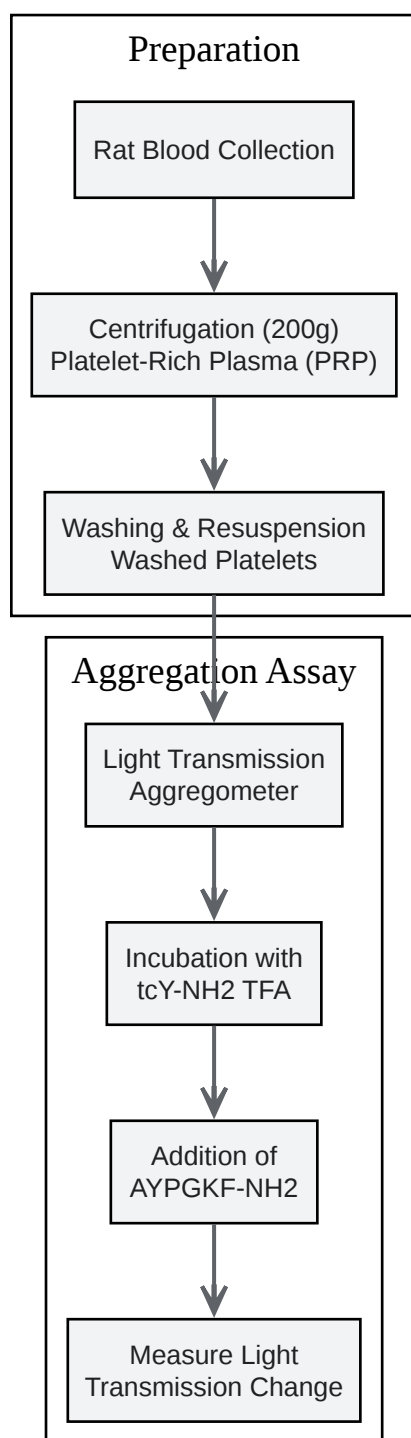 Preparation
Rat Blood Collection
Centrifugation (200g)
Platelet-Rich Plasma (PRP)
Washing & Resuspension
Washed Platelets
Aggregation Assay
Light Transmission
Aggregometer
Incubation with
tcY-NH2 TFA
Addition of
AYPGKF-NH2
Measure Light
Transmission Change